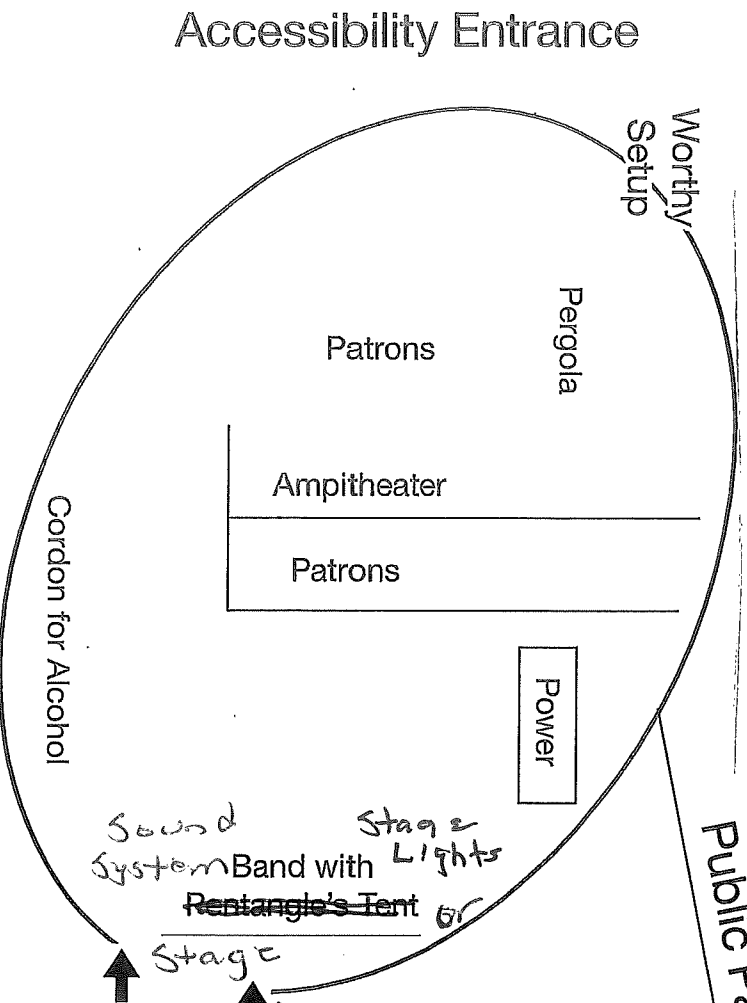 Accessibility Entrance
Worthy
Setup
Pergola
Patrons
Ampitheater
Patrons
Cordon for Alcohol
Power
Sound
System
Stage
Lights
Band with
Rentangle's Tent
or
Stage
Public